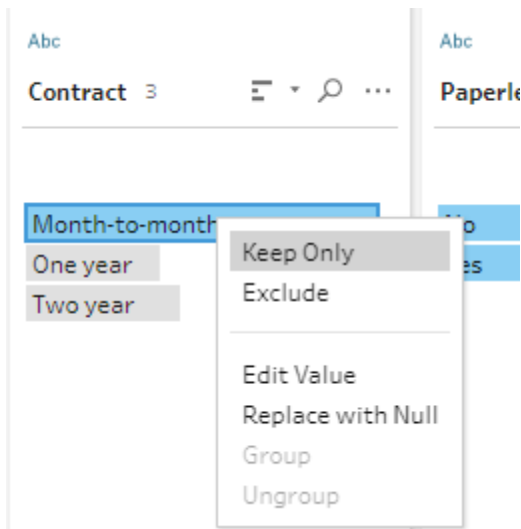 Abc
Abc
Contract 3
Paperle
Month-to-month
One year
Two year
Keep Only
Exclude
Edit Value
Replace with Null
Group
Ungroup